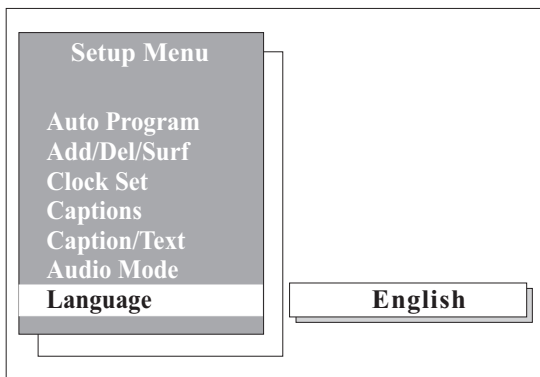 Setup Menu
Auto Program
Add/Del/Surf
Clock Set
Captions
Caption/Text
Audio Mode
Language
English